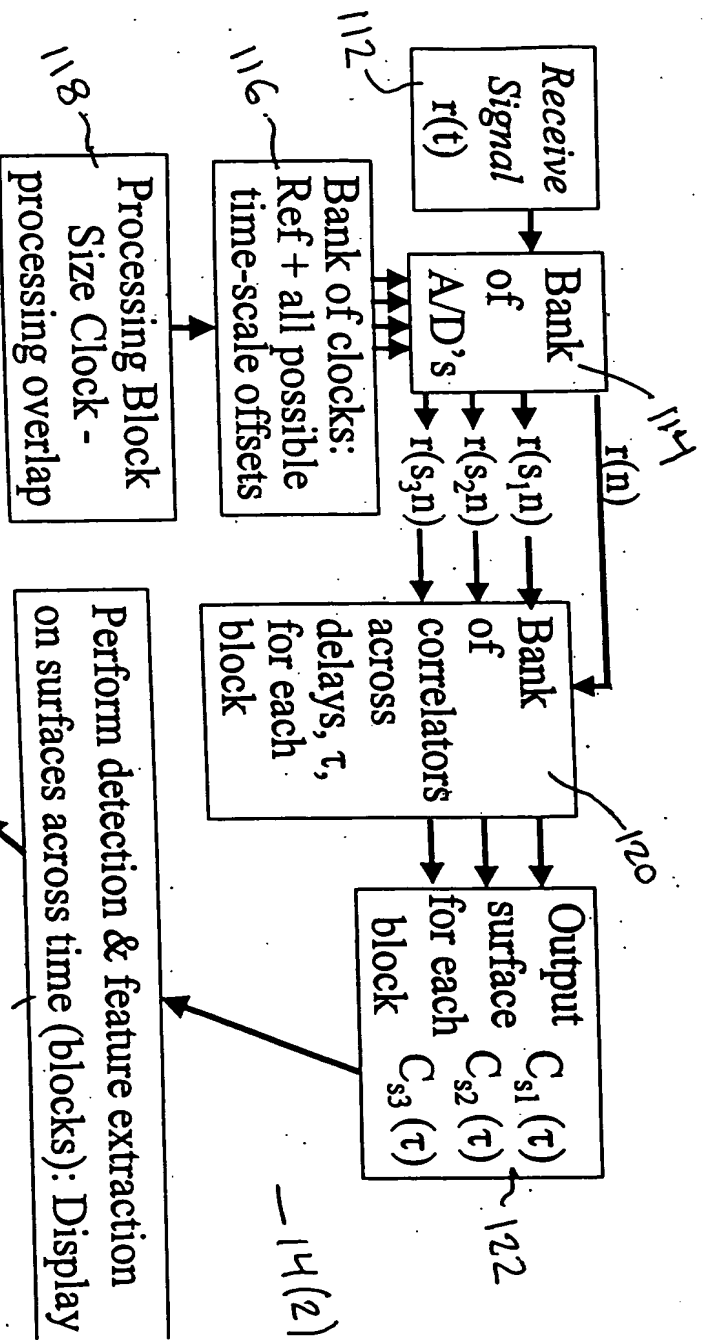 Receive
Signal
r(t)
112
Bank
of
A/D's
114
r(n)
r(s₁n)
r(s₂n)
r(s₃n)
Bank of clocks:
Ref + all possible
time-scale offsets
116
Processing Block
Size Clock -
processing overlap
118
Bank
of
correlators
across
delays, τ,
for each
block
120
Output
surface
for each
block
Cₛ₁(τ)
Cₛ₂(τ)
Cₛ₃(τ)
122
14(2)
Perform detection & feature extraction
on surfaces across time (blocks): Display